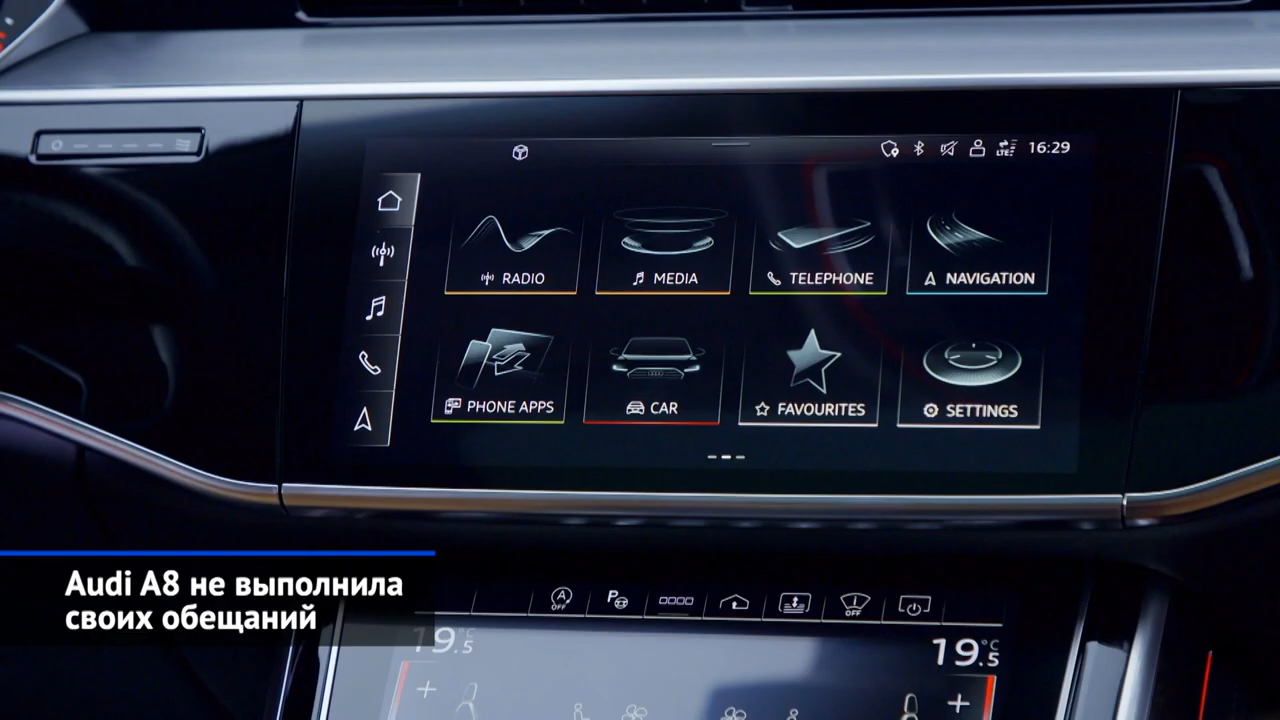 LTE 16:29
RADIO MEDIA TELEPHONE NAVIGATION
PHONE APPS CAR FAVOURITES SETTINGS
Audi A8 не выполнила
своих обещаний
A OFF P OFF
19.5 °C 19.5 °C